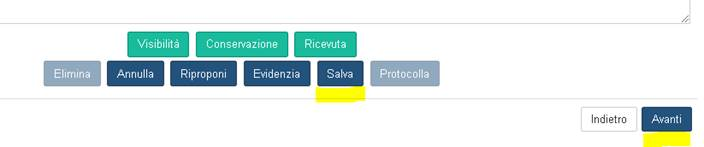 Visibilità Conservazione Ricevuta
Elimina Annulla Riproponi Evidenzia Salva Protocolla
Indietro Avanti